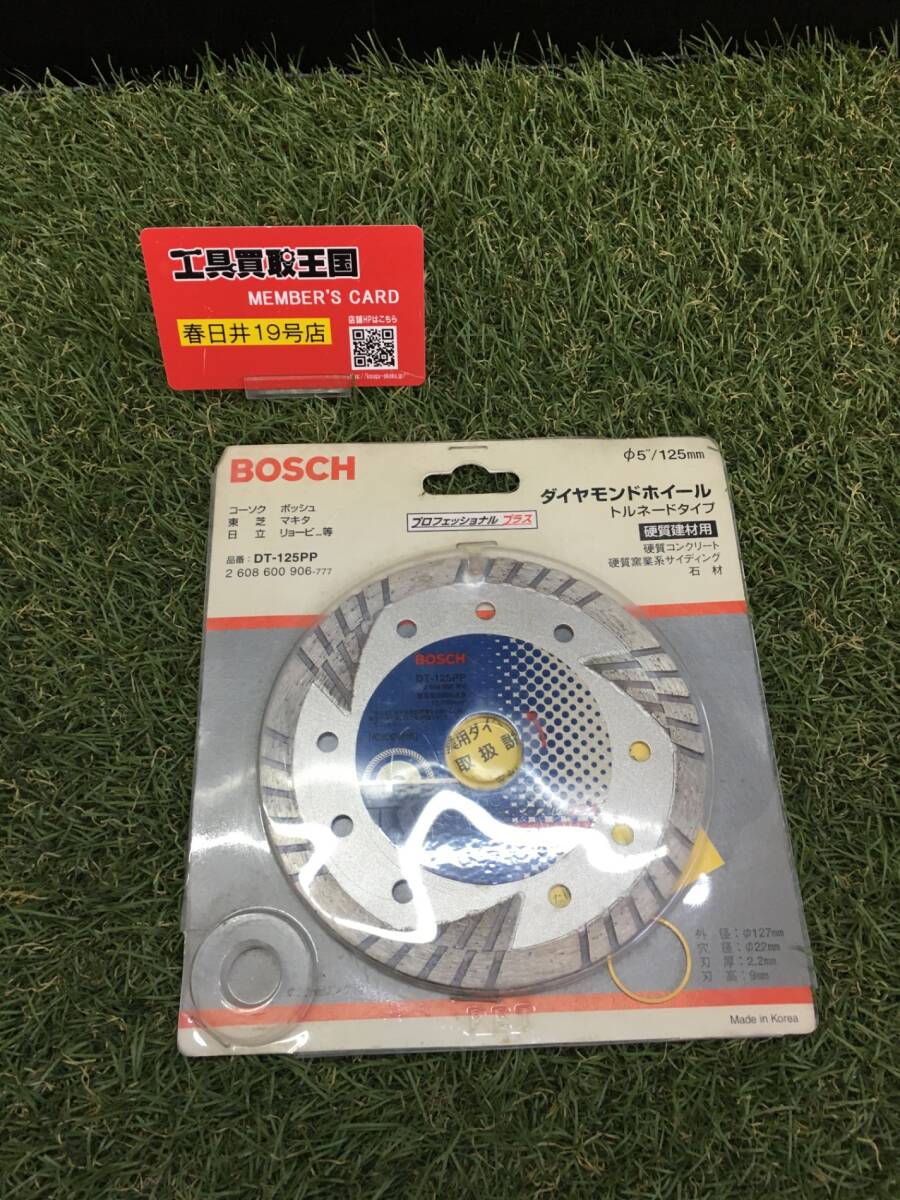 工具買取王国
MEMBER'S CARD
春日井19号店
店舗HPはこちら
BOSCH
φ5"/125mm
コーソク ボッシュ
東芝 マキタ
日立 リョービ...等
プロフェッショナル プラス
ダイヤモンドホイール
トルネードタイプ
硬質建材用
硬質コンクリート
硬質窯業系サイディング
石材
品番:DT-125PP
2 608 600 906-777
BOSCH
DT-125PP
取扱説
外径:φ127mm
穴径:φ22mm
刃厚:2.2mm
刃高:9mm
Made in Korea